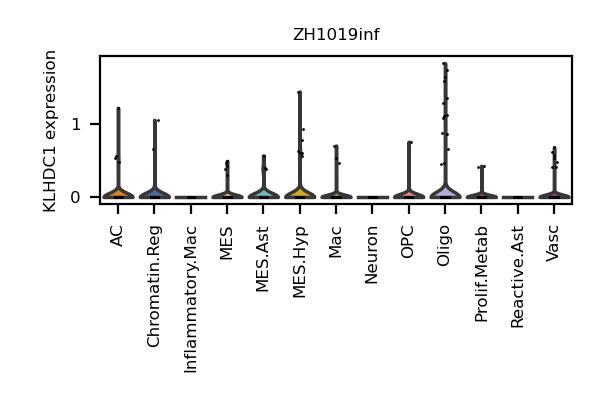 ZH1019inf
KLHDC1 expression
1
0
AC
Chromatin.Reg
Inflammatory.Mac
MES
MES.Ast
MES.Hyp
Mac
Neuron
OPC
Oligo
Prolif.Metab
Reactive.Ast
Vasc